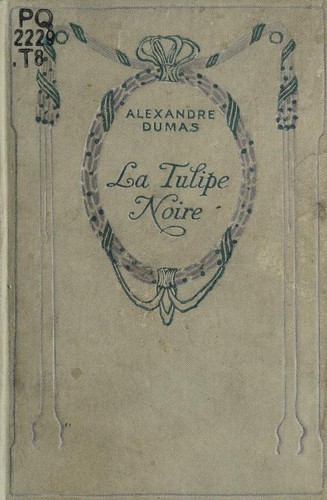 PQ
2229
.T8
ALEXANDRE
DUMAS
La Tulipe
Noire